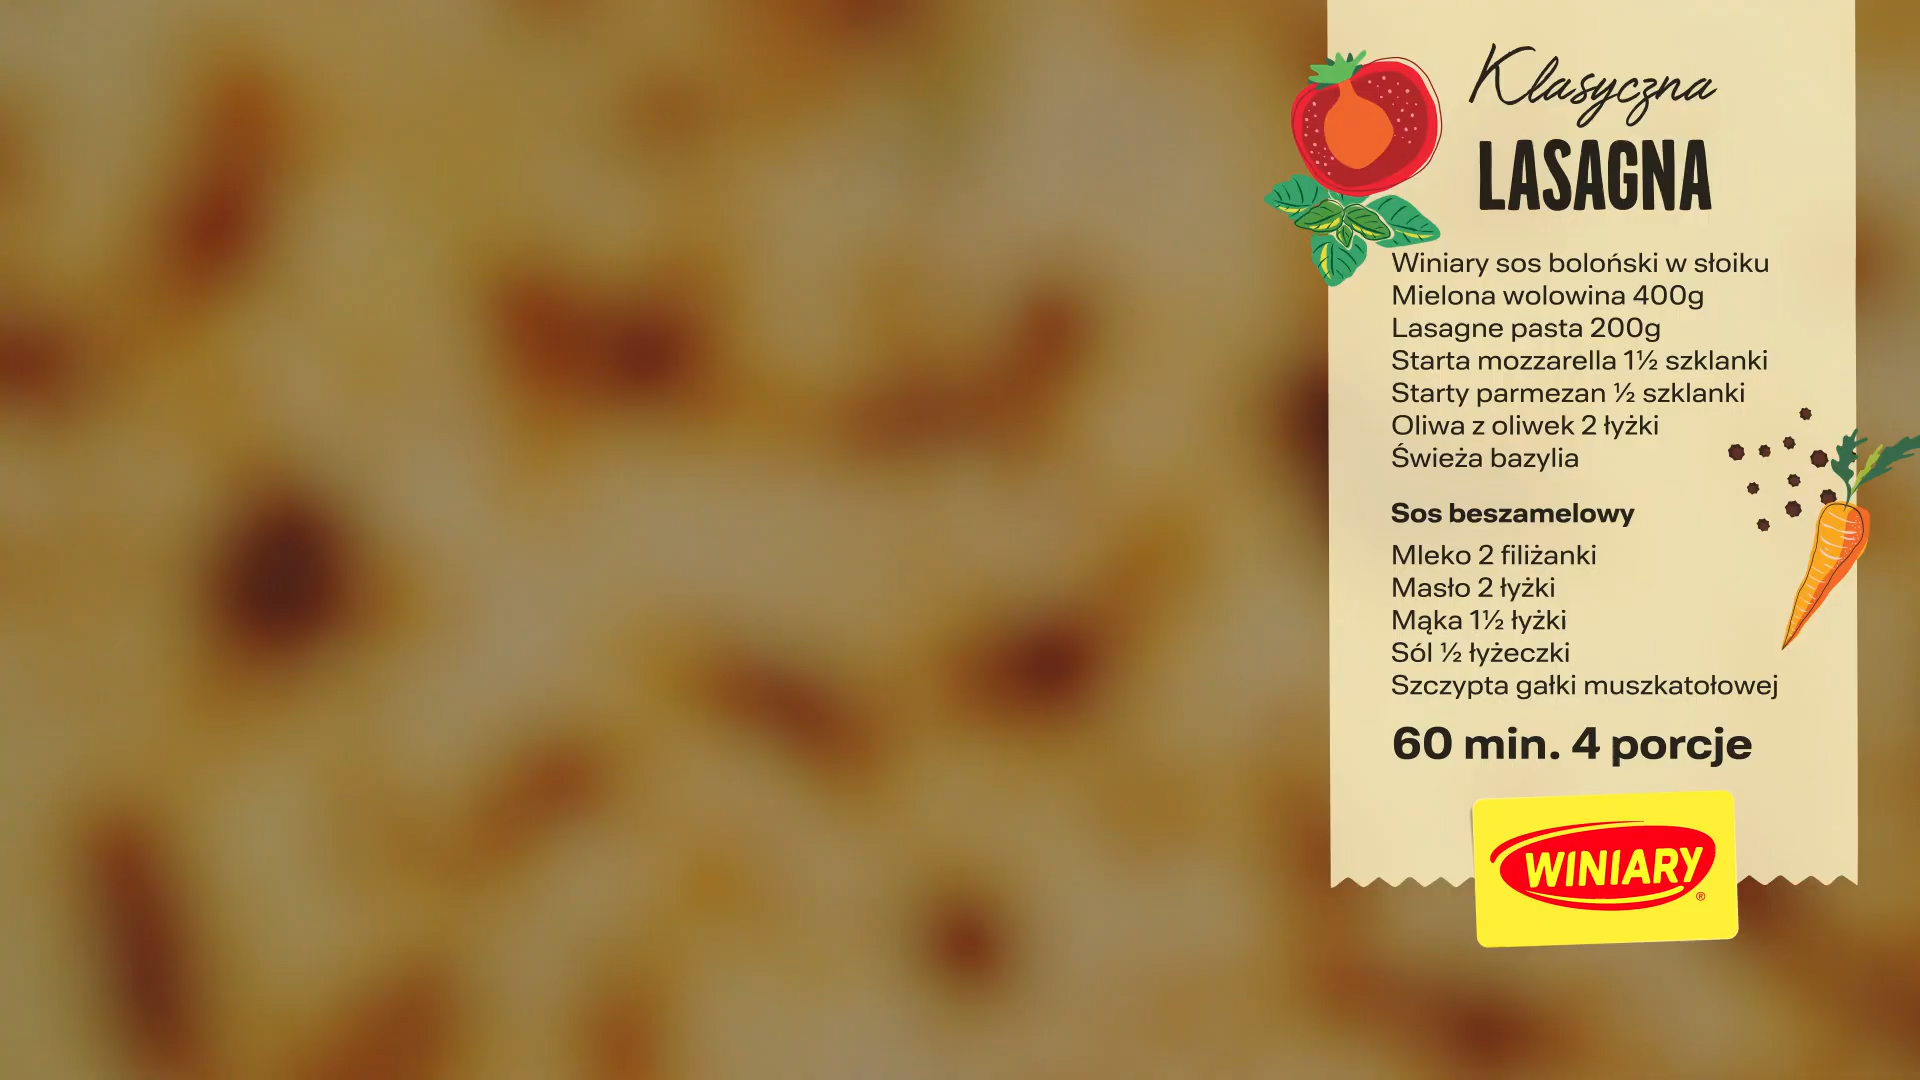 Klasyczna
LASAGNA
Winiary sos boloński w słoiku
Mielona wolowina 400g
Lasagne pasta 200g
Starta mozzarella 1½ szklanki
Starty parmezan ½ szklanki
Oliwa z oliwek 2 łyżki
Świeża bazylia
Sos beszamelowy
Mleko 2 filiżanki
Masło 2 łyżki
Mąka 1½ łyżki
Sól ½ łyżeczki
Szczypta gałki muszkatołowej
60 min. 4 porcje
WINIARY®